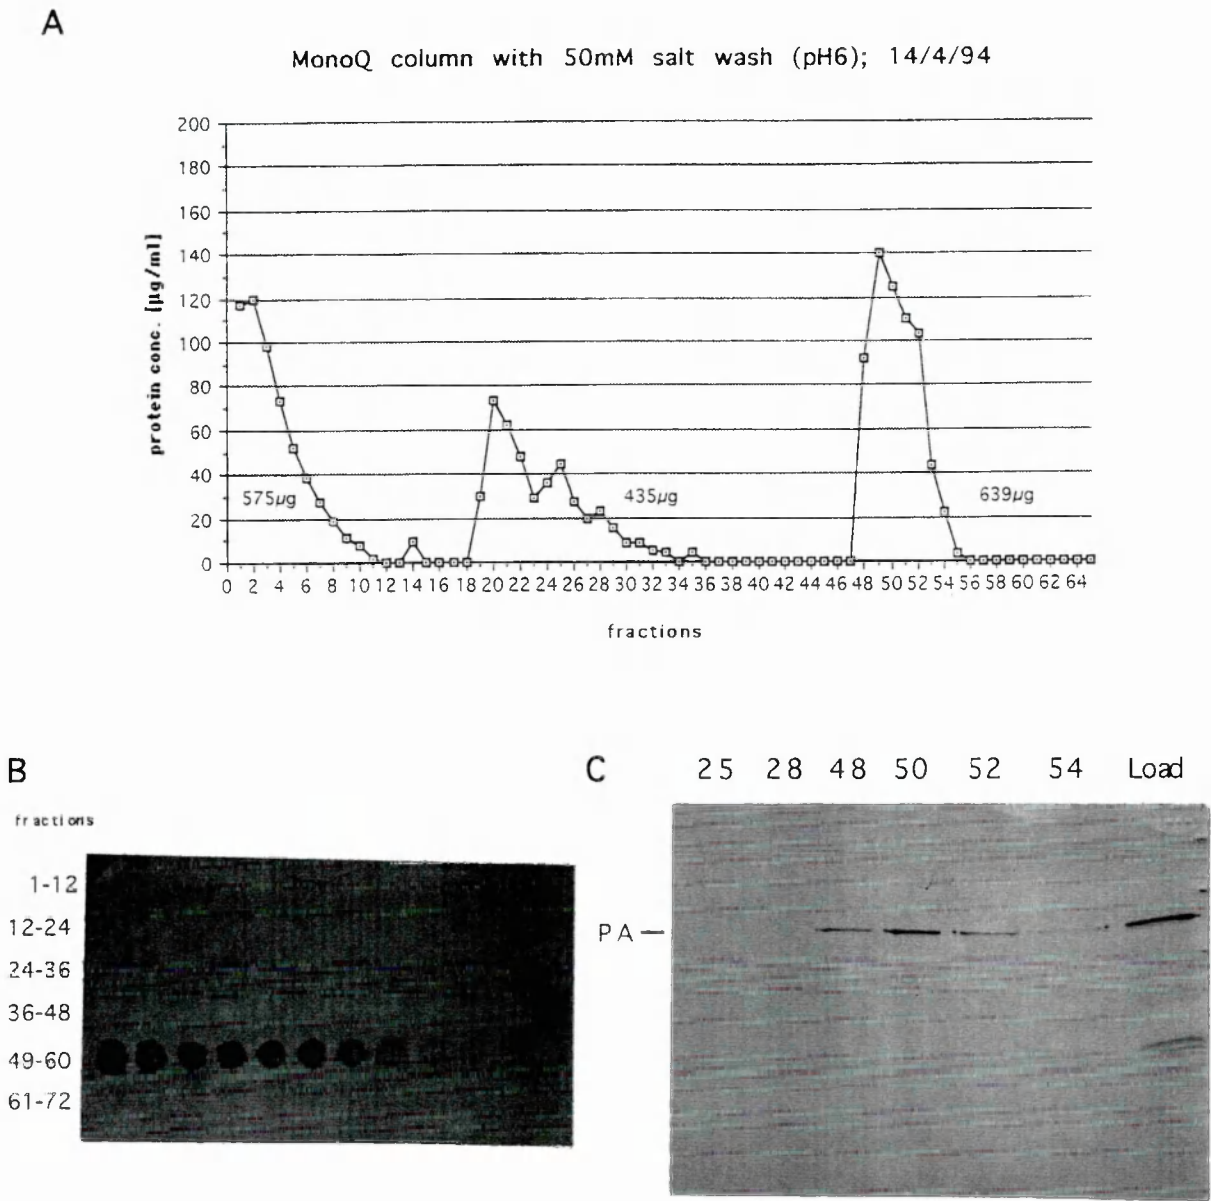 A
MonoQ column with 50mM salt wash (pH6); 14/4/94
200
180
160
140
120
100
80
60
40
20
0
protein conc. [µg/ml]
575µg
435µg
639µg
0 2 4 6 8 10 12 14 16 18 20 22 24 26 28 30 32 34 36 38 40 42 44 46 48 50 52 54 56 58 60 62 64
fractions
B
fractions
1-12
12-24
24-36
36-48
49-60
61-72
C
25 28 48 50 52 54 Load
PA